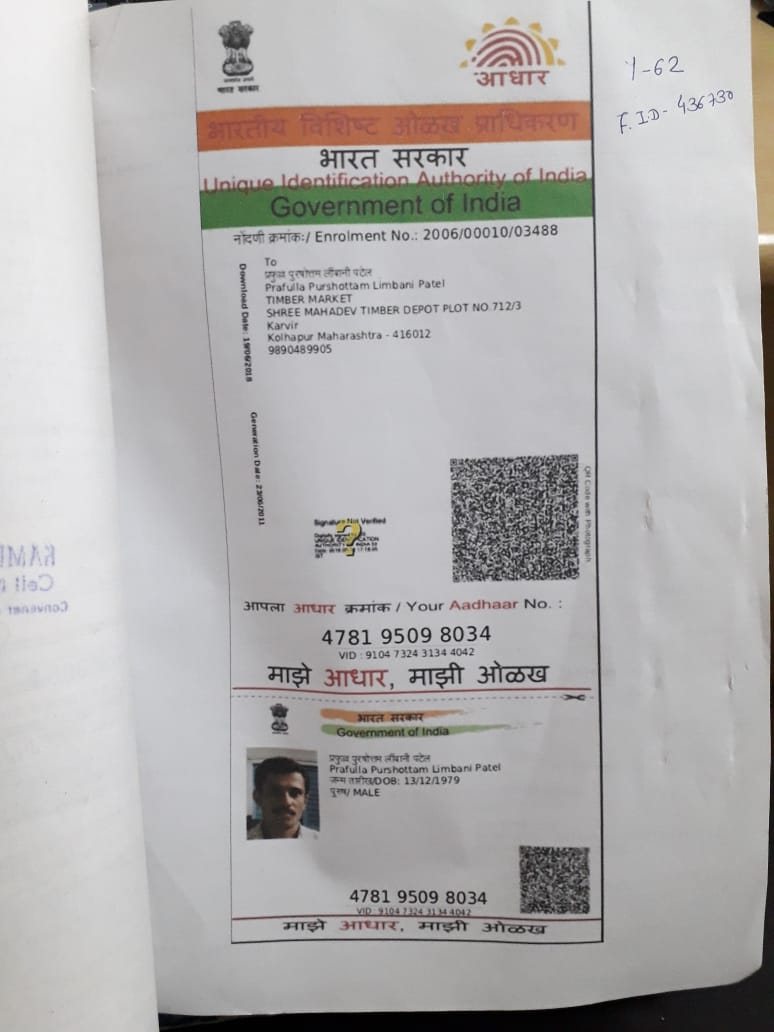 भारत सरकार
आधार
Y-62
F.I.D- 436730
भारतीय विशिष्ट ओळख प्राधिकरण
भारत सरकार
Unique Identification Authority of India
Government of India
नोंदणी क्रमांकः/ Enrolment No.: 2006/00010/03488
To
प्रफुल्ल पुरषोत्तम लींबानी पटेल
Prafulla Purshottam Limbani Patel
TIMBER MARKET
SHREE MAHADEV TIMBER DEPOT PLOT NO.712/3
Karvir
Kolhapur Maharashtra - 416012
9890489905
Download Date: 19/06/2018
Generation Date: 23/06/2011
QR Code with Photograph
Signature Not Verified
आपला आधार क्रमांक / Your Aadhaar No. :
4781 9509 8034
VID : 9104 7324 3134 4042
माझे आधार, माझी ओळख
भारत सरकार
Government of India
प्रफुल्ल पुरषोत्तम लींबानी पटेल
Prafulla Purshottam Limbani Patel
जन्म तारीख/DOB: 13/12/1979
पुरुष/ MALE
4781 9509 8034
VID : 9104 7324 3134 4042
माझे आधार, माझी ओळख